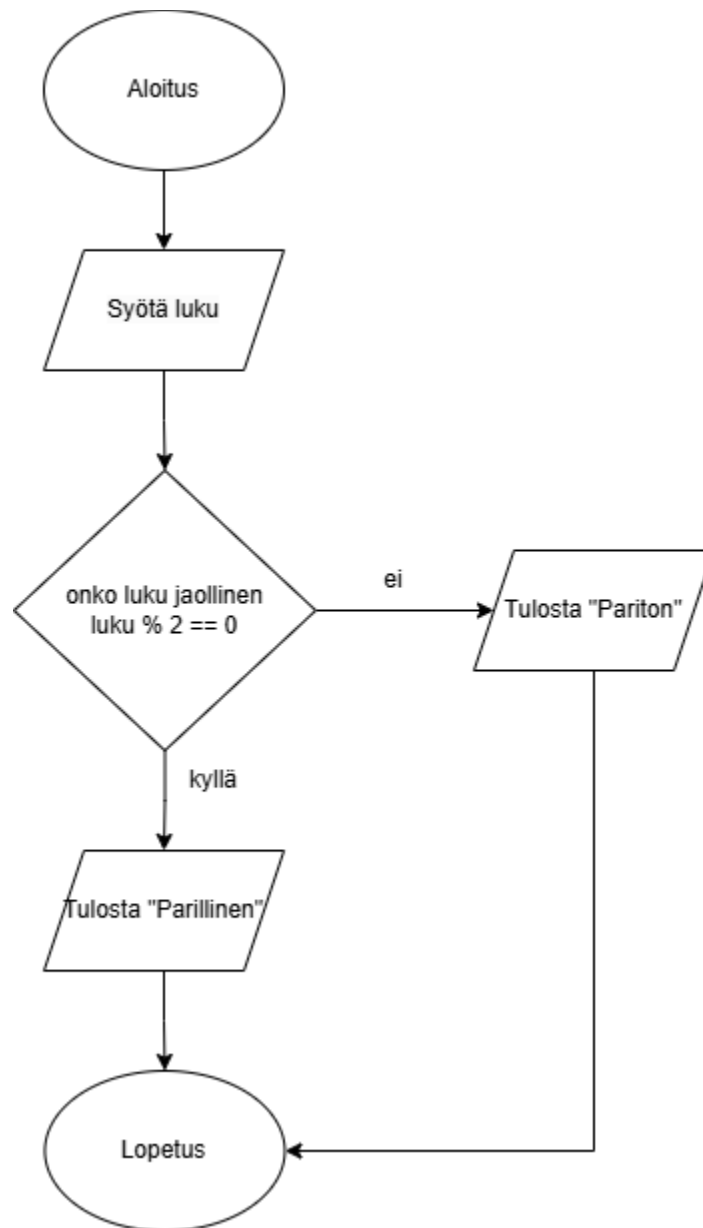 Aloitus
Syötä luku
onko luku jaollinen
luku % 2 == 0
ei
Tulosta "Pariton"
kyllä
Tulosta "Parillinen"
Lopetus